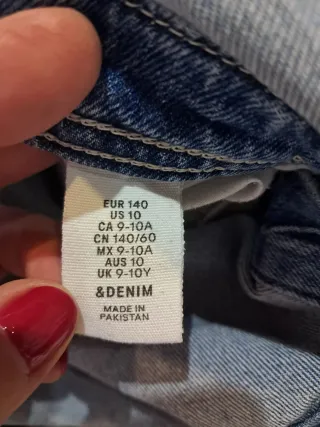 EUR 140
US 10
CA 9-10A
CN 140/60
MX 9-10A
AUS 10
UK 9-10Y
&DENIM
MADE IN
PAKISTAN